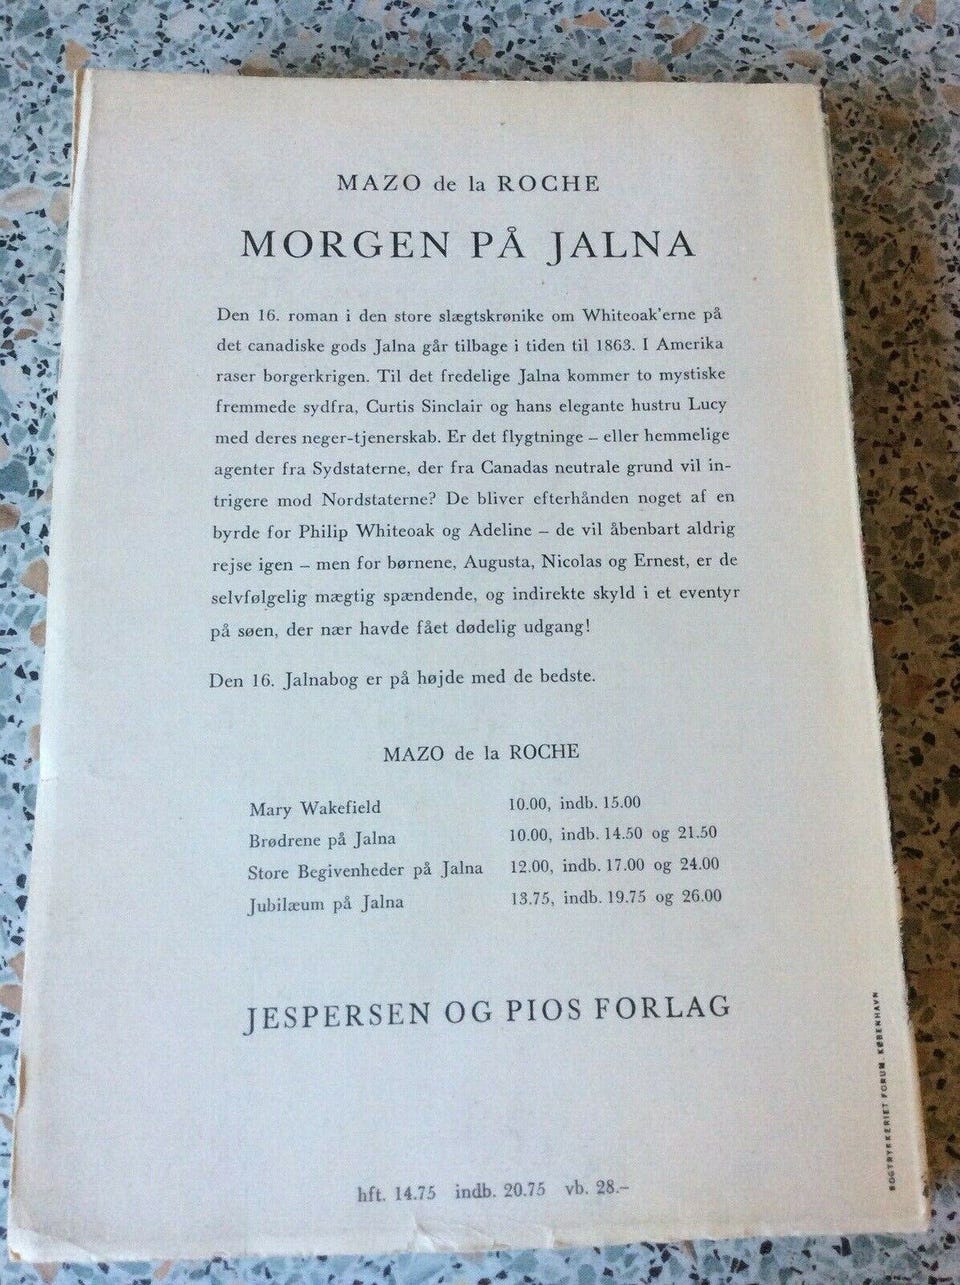 MAZO de la ROCHE
MORGEN PÅ JALNA
Den 16. roman i den store slægtskrønike om Whiteoak'erne på
det canadiske gods Jalna går tilbage i tiden til 1863. I Amerika
raser borgerkrigen. Til det fredelige Jalna kommer to mystiske
fremmede sydfra, Curtis Sinclair og hans elegante hustru Lucy
med deres neger-tjenerskab. Er det flygtninge – eller hemmelige
agenter fra Sydstaterne, der fra Canadas neutrale grund vil in-
trigere mod Nordstaterne? De bliver efterhånden noget af en
byrde for Philip Whiteoak og Adeline – de vil åbenbart aldrig
rejse igen – men for børnene, Augusta, Nicolas og Ernest, er de
selvfølgelig mægtig spændende, og indirekte skyld i et eventyr
på søen, der nær havde fået dødelig udgang!
Den 16. Jalnabog er på højde med de bedste.
MAZO de la ROCHE
Mary Wakefield 10.00, indb. 15.00
Brødrene på Jalna 10.00, indb. 14.50 og 21.50
Store Begivenheder på Jalna 12.00, indb. 17.00 og 24.00
Jubilæum på Jalna 13.75, indb. 19.75 og 26.00
JESPERSEN OG PIOS FORLAG
BOGTRYKKERIET FORUM KØBENHAVN
hft. 14.75 indb. 20.75 vb. 28.–